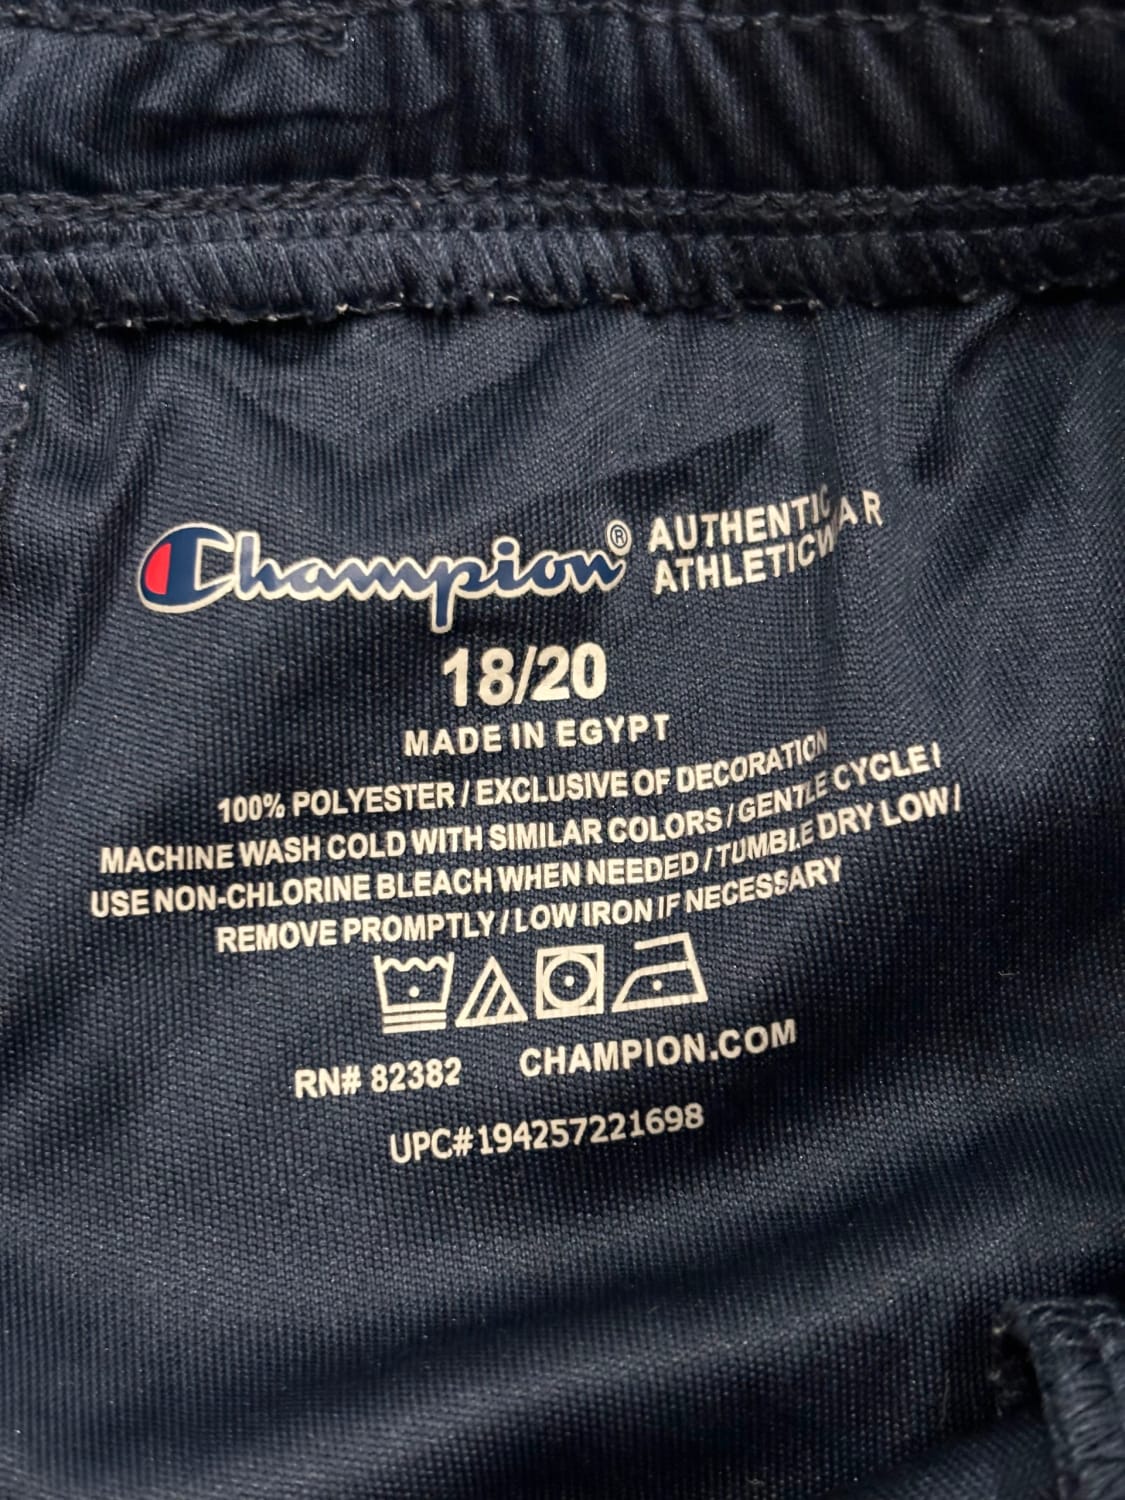 Champion® AUTHENTIC
ATHLETICWEAR
18/20
MADE IN EGYPT
100% POLYESTER / EXCLUSIVE OF DECORATION
MACHINE WASH COLD WITH SIMILAR COLORS / GENTLE CYCLE /
USE NON-CHLORINE BLEACH WHEN NEEDED / TUMBLE DRY LOW /
REMOVE PROMPTLY / LOW IRON IF NECESSARY
RN# 82382 CHAMPION.COM
UPC#194257221698